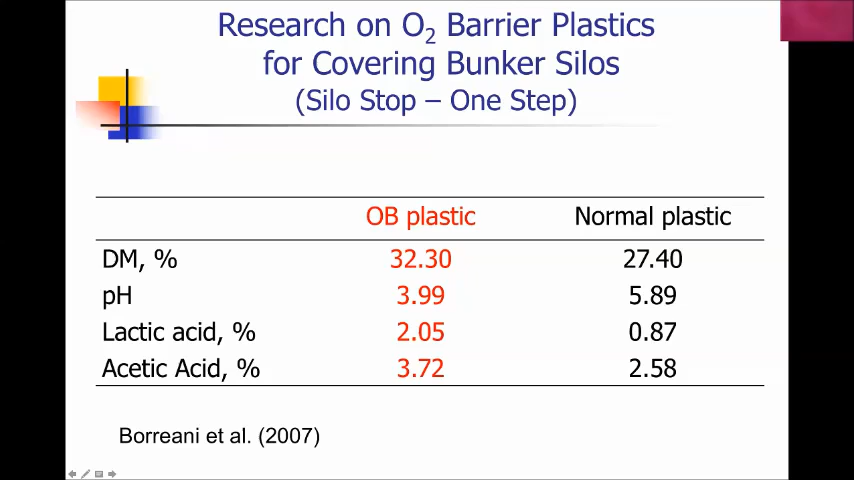 Research on O₂ Barrier Plastics
for Covering Bunker Silos
(Silo Stop – One Step)
OB plastic Normal plastic
DM, % 32.30 27.40
pH 3.99 5.89
Lactic acid, % 2.05 0.87
Acetic Acid, % 3.72 2.58
Borreani et al. (2007)